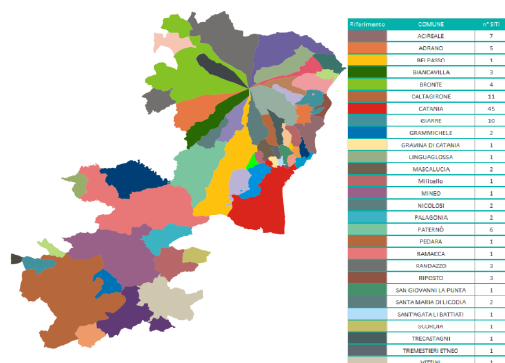 Riferimento COMUNE n° SITI
ACIREALE 7
ADRANO 5
BELPASSO 1
BIANCAVILLA 3
BRONTE 4
CALTAGIRONE 11
CATANIA 45
GIARRE 10
GRAMMICHELE 2
GRAVINA DI CATANIA 1
LINGUAGLOSSA 1
MASCALUCIA 2
Militello 1
MINEO 1
NICOLOSI 2
PALAGONIA 2
PATERNÒ 6
PEDARA 1
RAMACCA 1
RANDAZZO 3
RIPOSTO 3
SAN GIOVANNI LA PUNTA 1
SANTA MARIA DI LICODIA 2
SANT'AGATA LI BATTIATI 1
SCORDIA 1
TRECASTAGNI 1
TREMESTIERI ETNEO 1
VIZZINI 1